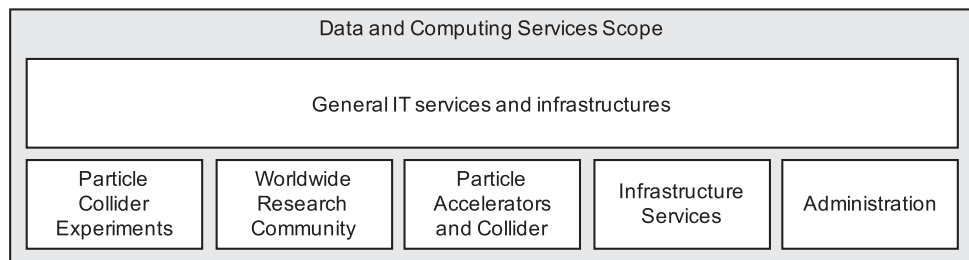 Data and Computing Services Scope
General IT services and infrastructures
Particle
Collider
Experiments
Worldwide
Research
Community
Particle
Accelerators
and Collider
Infrastructure
Services
Administration